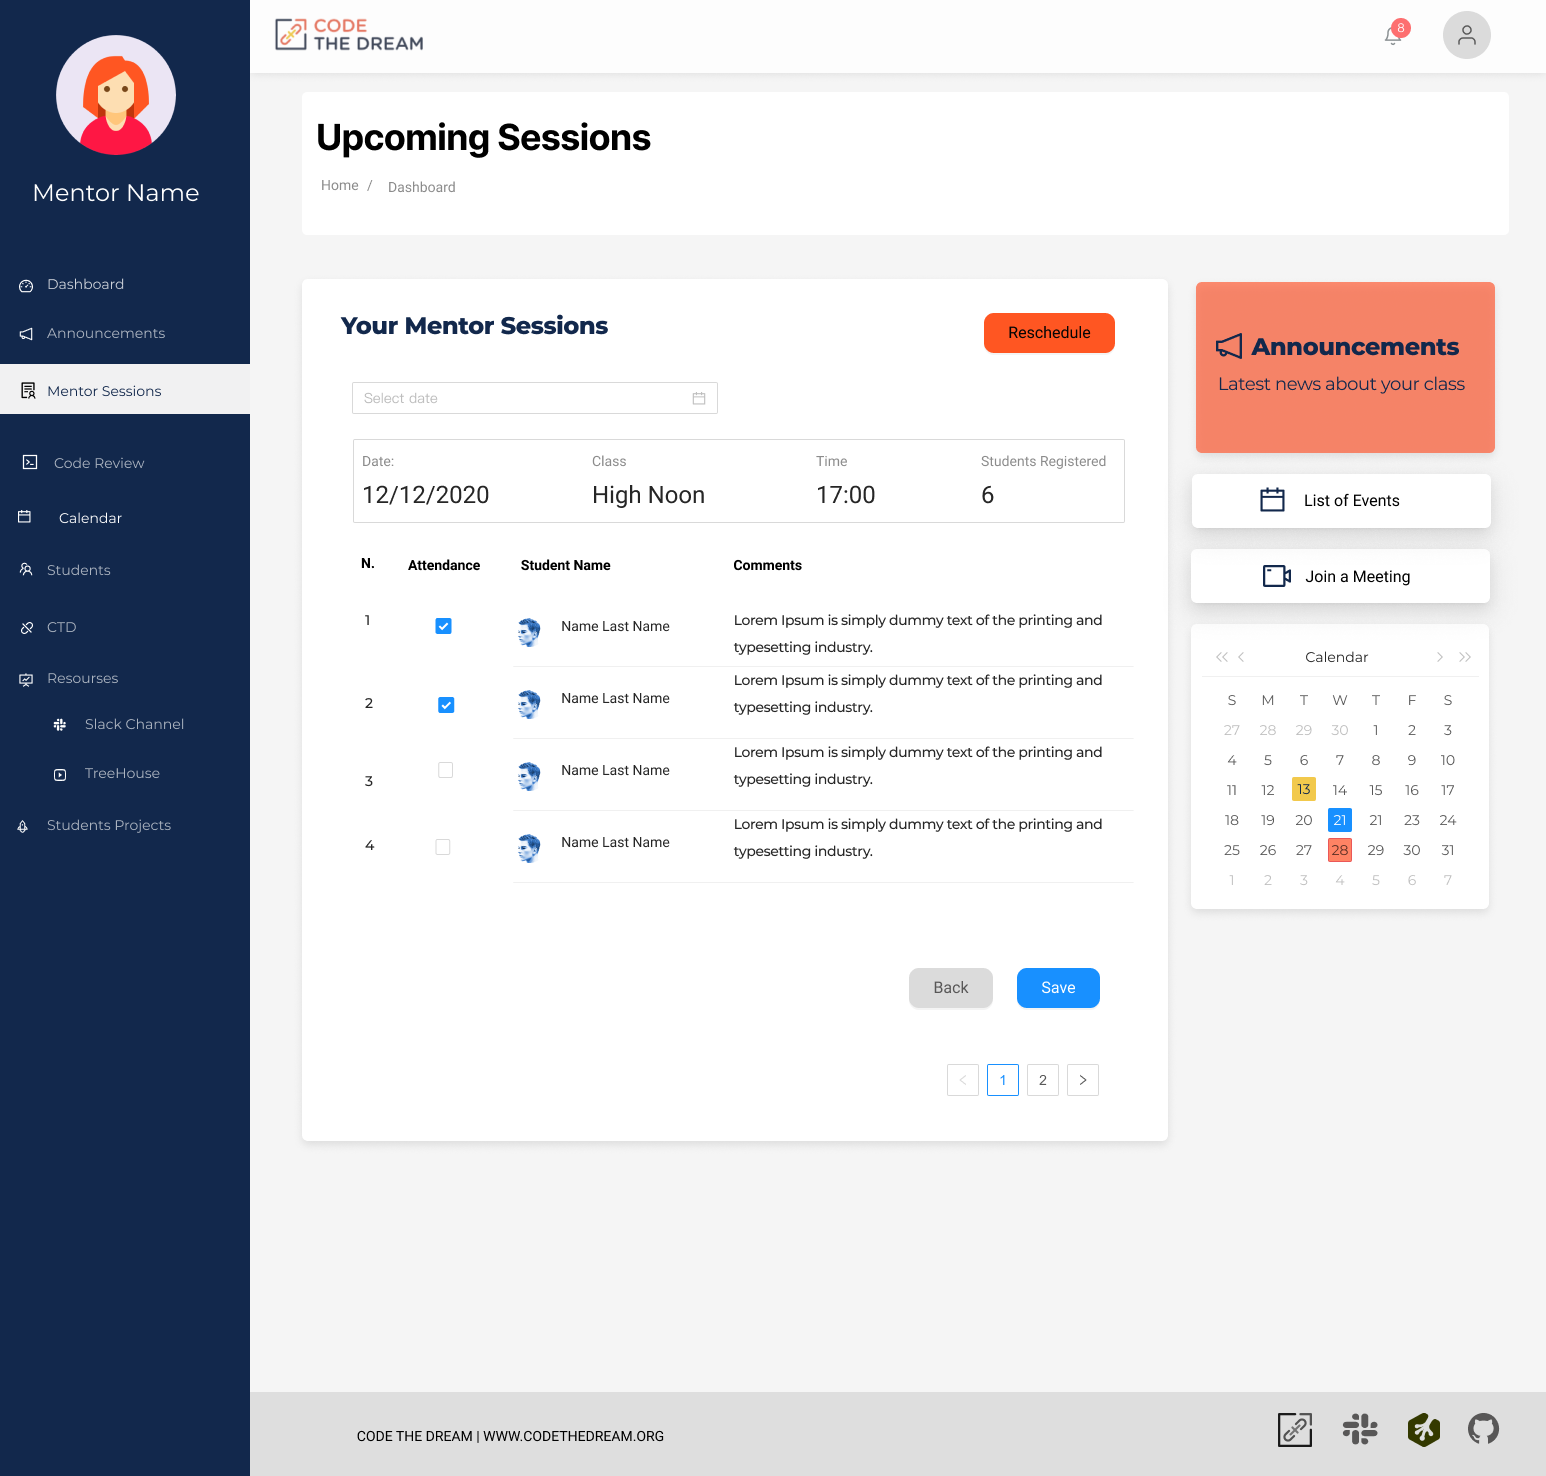 CODE
THE DREAM
8
Mentor Name
Dashboard
Announcements
Mentor Sessions
Code Review
Calendar
Students
CTD
Resourses
Slack Channel
TreeHouse
Students Projects
Upcoming Sessions
Home / Dashboard
Your Mentor Sessions
Reschedule
Select date
Date: Class Time Students Registered
12/12/2020 High Noon 17:00 6
N. Attendance Student Name Comments
1 Name Last Name Lorem Ipsum is simply dummy text of the printing and
typesetting industry.
2 Name Last Name Lorem Ipsum is simply dummy text of the printing and
typesetting industry.
3 Name Last Name Lorem Ipsum is simply dummy text of the printing and
typesetting industry.
4 Name Last Name Lorem Ipsum is simply dummy text of the printing and
typesetting industry.
Back Save
< 1 2 >
Announcements
Latest news about your class
List of Events
Join a Meeting
Calendar
S M T W T F S
27 28 29 30 1 2 3
4 5 6 7 8 9 10
11 12 13 14 15 16 17
18 19 20 21 21 23 24
25 26 27 28 29 30 31
1 2 3 4 5 6 7
CODE THE DREAM | WWW.CODETHEDREAM.ORG